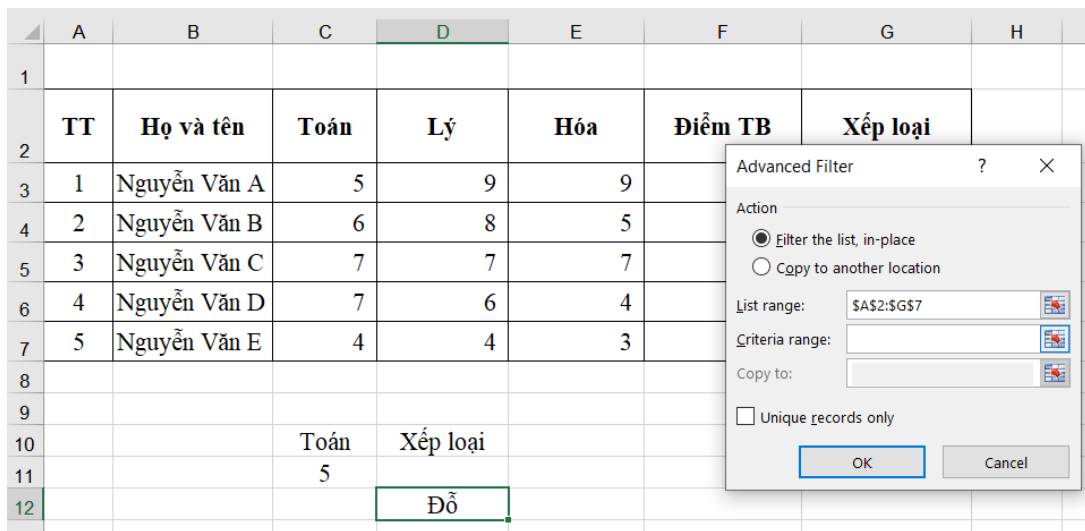 A B C D E F G H
1
2 TT Họ và tên Toán Lý Hóa Điểm TB Xếp loại
3 1 Nguyễn Văn A 5 9 9
4 2 Nguyễn Văn B 6 8 5
5 3 Nguyễn Văn C 7 7 7
6 4 Nguyễn Văn D 7 6 4
7 5 Nguyễn Văn E 4 4 3
8
9
10 Toán Xếp loại
11 5
12 Đỗ
Advanced Filter ? ×
Action
Filter the list, in-place
Copy to another location
List range: $A$2:$G$7
Criteria range:
Copy to:
Unique records only
OK Cancel